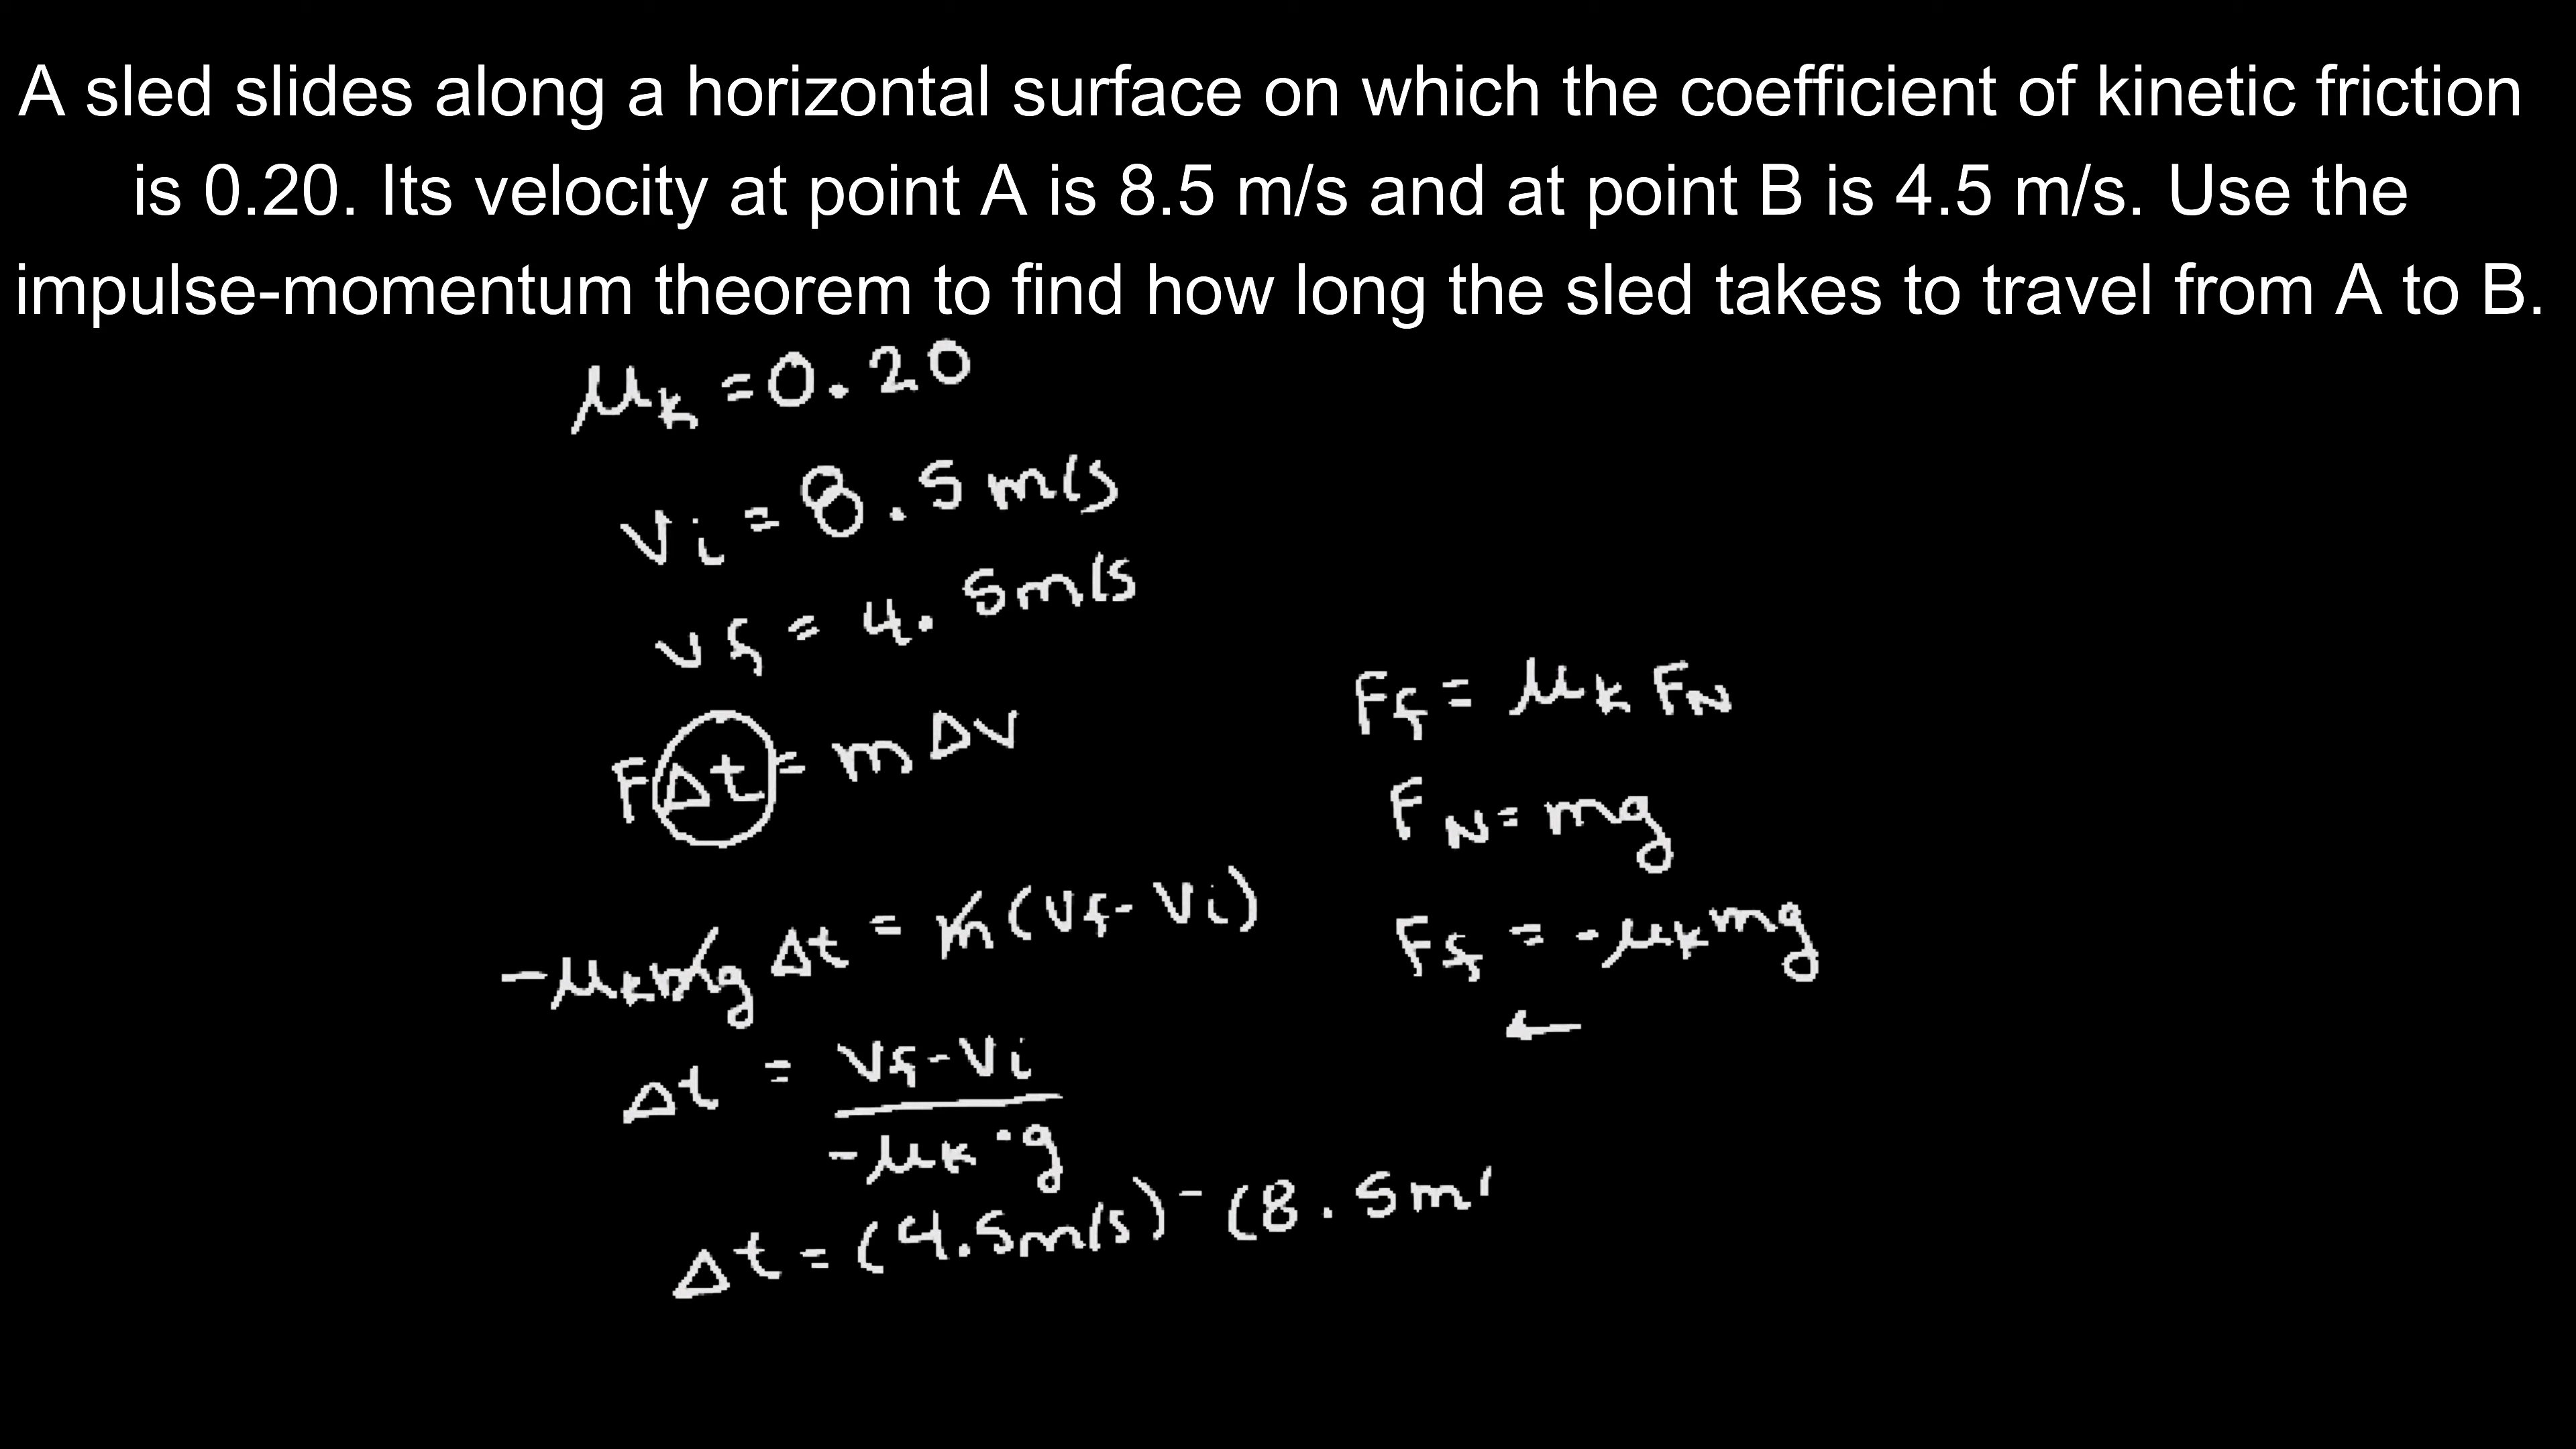 A sled slides along a horizontal surface on which the coefficient of kinetic friction
is 0.20. Its velocity at point A is 8.5 m/s and at point B is 4.5 m/s. Use the
impulse-momentum theorem to find how long the sled takes to travel from A to B.
μk = 0.20
vi = 8.5 m/s
vf = 4.5 m/s
FΔt = mΔv
-μkmg Δt = m(vf - vi)
Δt = vf - vi
-μk · g
Δt = (4.5m/s) - (8.5 m/
Ff = μk FN
FN = mg
Ff = -μkmg
←